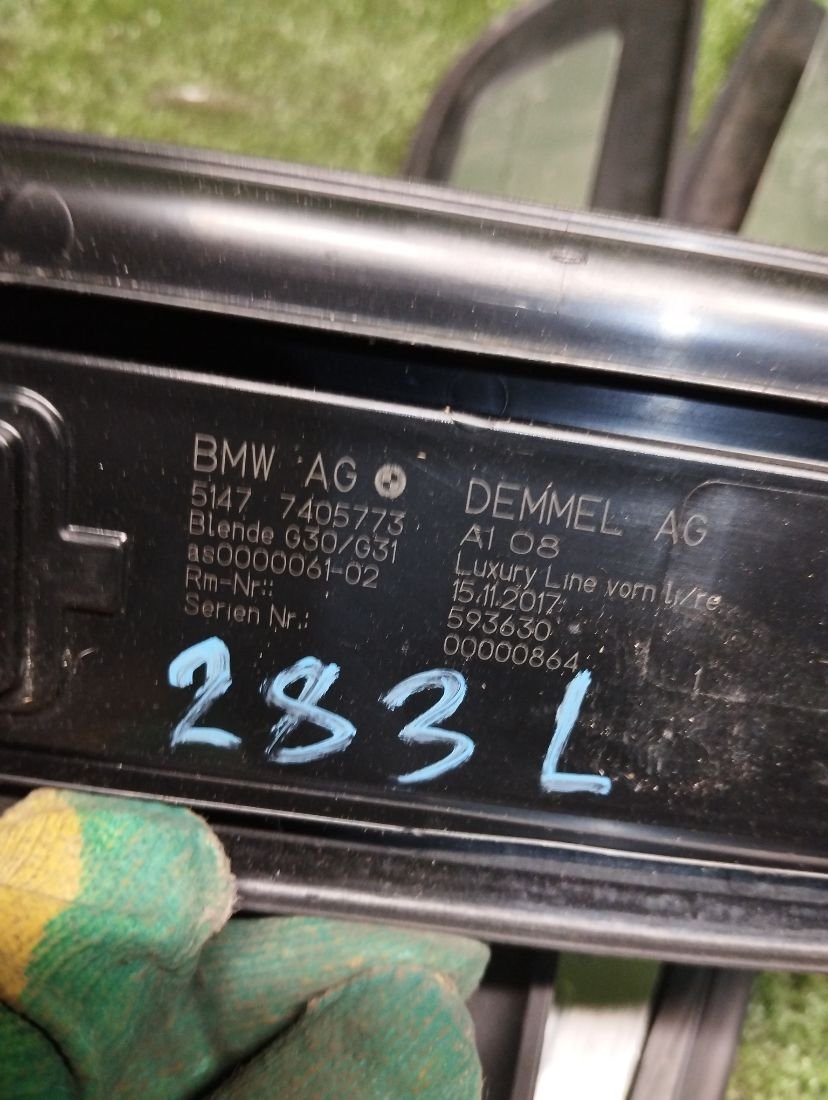 BMW AG
5147 7405773
Blende G30/G31
as0000061-02
Rm-Nr.:
Serien Nr.:
DEMMEL AG
A1 08
Luxury Line vorn li/re
15.11.2017
593630
00000864
283 L